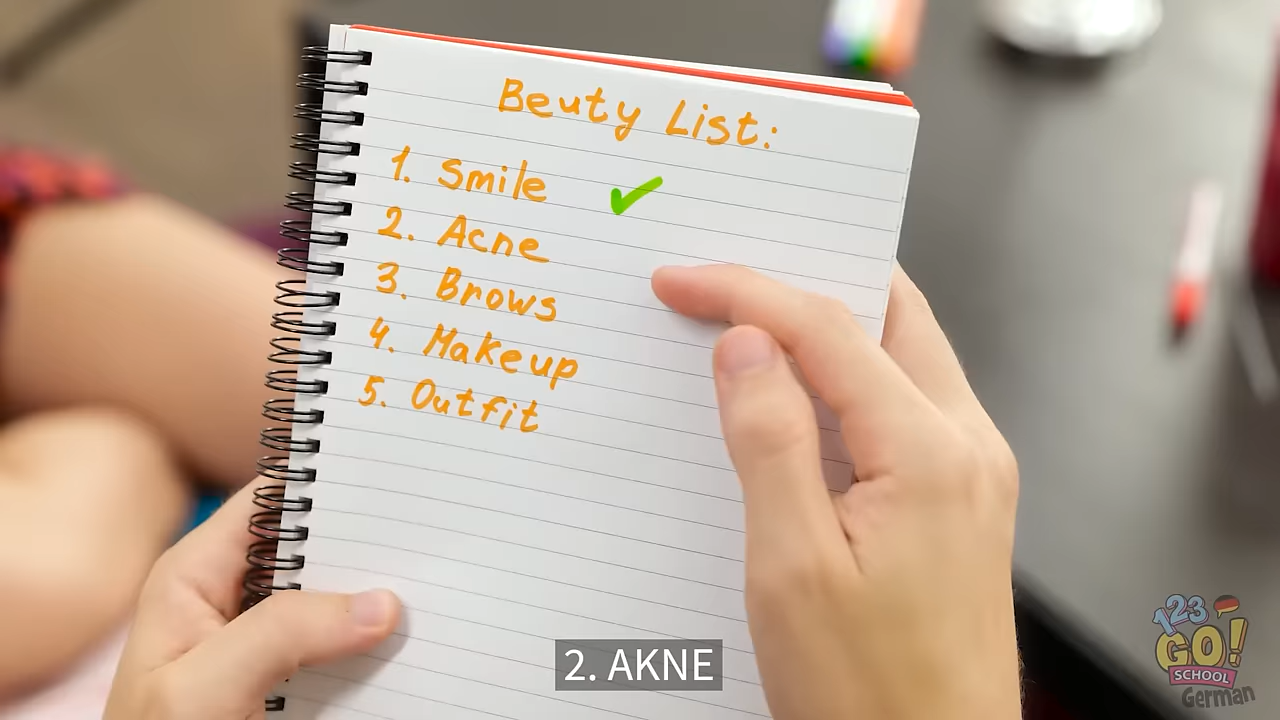 Beuty List:
1. Smile ✓
2. Acne
3. Brows
4. Makeup
5. Outfit
2. AKNE
123
GO!
SCHOOL
German